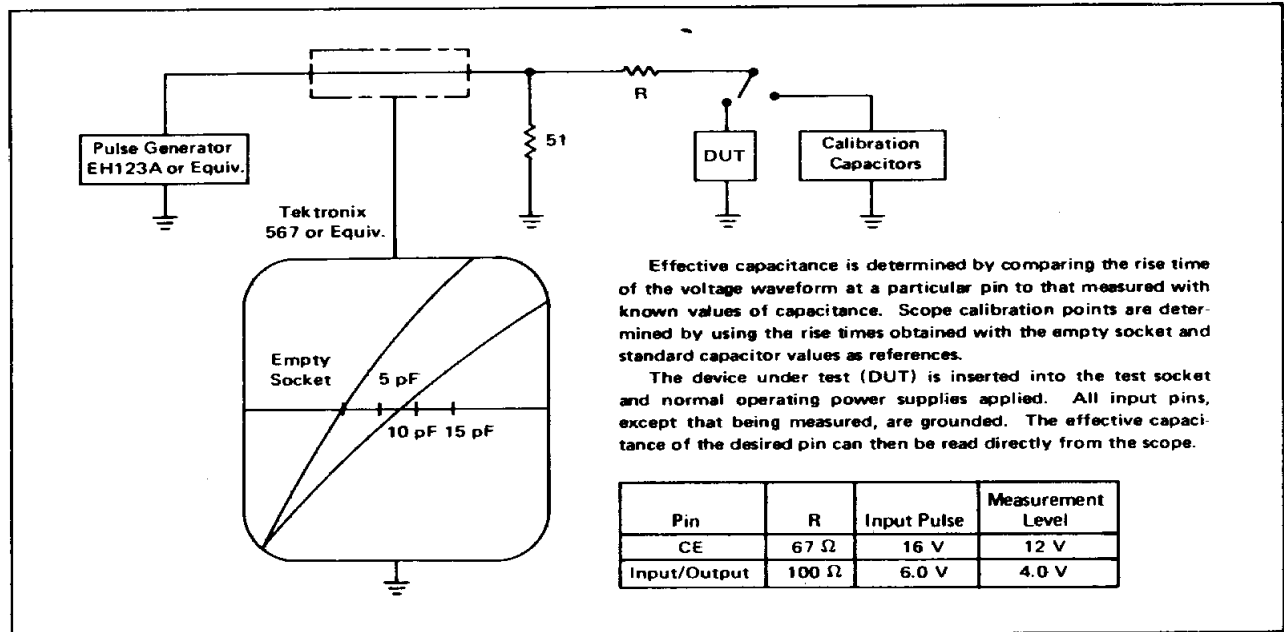 R
51
Pulse Generator
EH123A or Equiv.
DUT
Calibration
Capacitors
Tektronix
567 or Equiv.
Empty
Socket
5 pF
10 pF
15 pF
Effective capacitance is determined by comparing the rise time
of the voltage waveform at a particular pin to that measured with
known values of capacitance. Scope calibration points are deter-
mined by using the rise times obtained with the empty socket and
standard capacitor values as references.
The device under test (DUT) is inserted into the test socket
and normal operating power supplies applied. All input pins,
except that being measured, are grounded. The effective capaci-
tance of the desired pin can then be read directly from the scope.
Pin R Input Pulse Measurement Level
CE 67 Ω 16 V 12 V
Input/Output 100 Ω 6.0 V 4.0 V